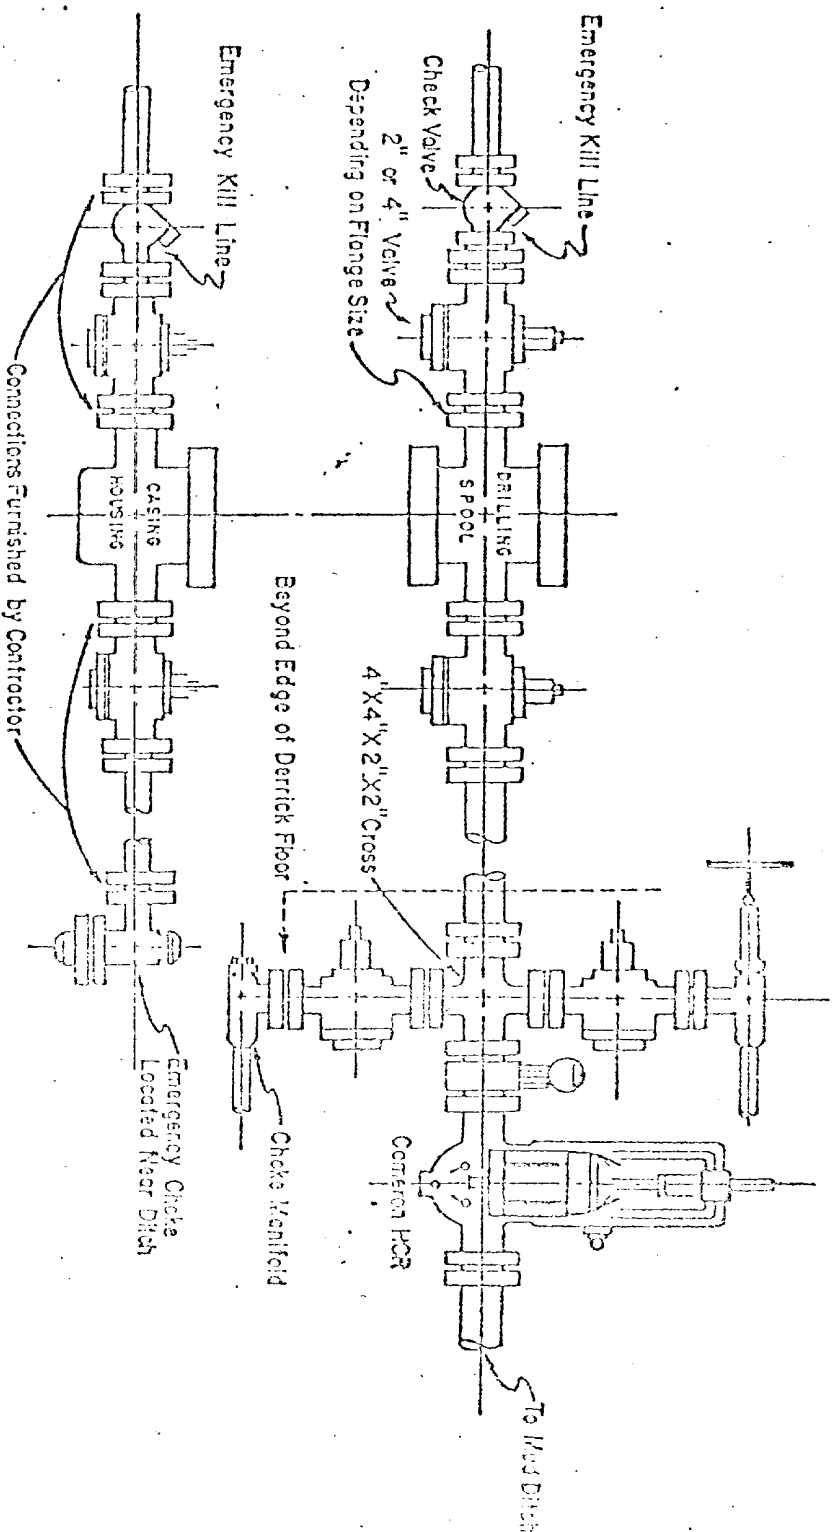 Emergency Kill Line
Check Valve
2" or 4" Valve
Depending on Flange Size
DRILLING
SPOOL
4"X4"X2"X2" Cross
Beyond Edge of Derrick Floor
To Mud Ditch
Cameron HCR
Choke Manifold
Emergency Kill Line
CASING
HOUSING
Connections Furnished by Contractor
Emergency Choke
Located Near Ditch